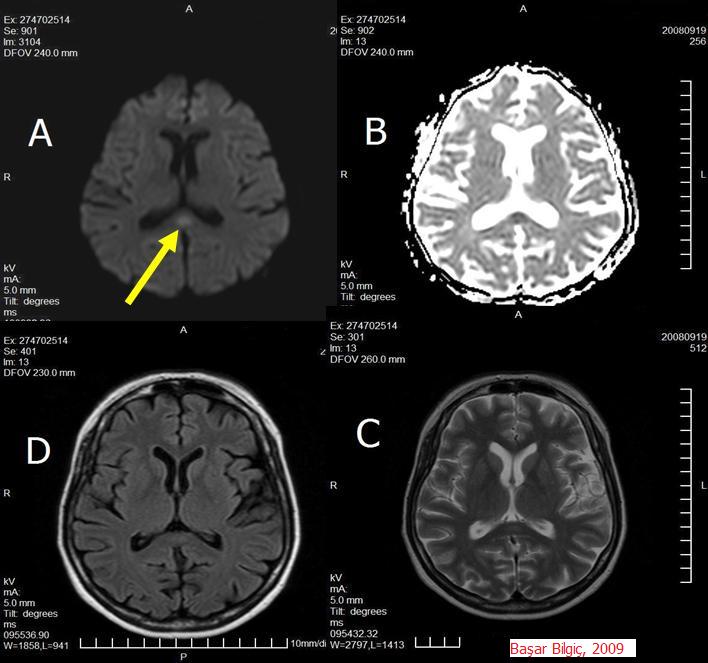 A
Ex: 274702514
Se: 901
Im: 3104
DFOV 240.0 mm
A
R
kV
mA:
5.0 mm
Tilt: degrees
ms
Ex: 274702514
Se: 902
Im: 13
DFOV 240.0 mm
20080919
256
B
R
L
kV
mA:
5.0 mm
Tilt: degrees
ms
A
A
Ex: 274702514
Se: 401
Im: 13
DFOV 230.0 mm
D
R
kV
mA:
5.0 mm
Tilt: degrees
ms
095536.90
W=1858,L=941
10mm/di
P
Ex: 274702514
Se: 301
Im: 13
DFOV 260.0 mm
20080919
512
C
R
L
kV
mA:
5.0 mm
Tilt: degrees
ms
095432.32
W=2797,L=1413
Başar Bilgiç, 2009